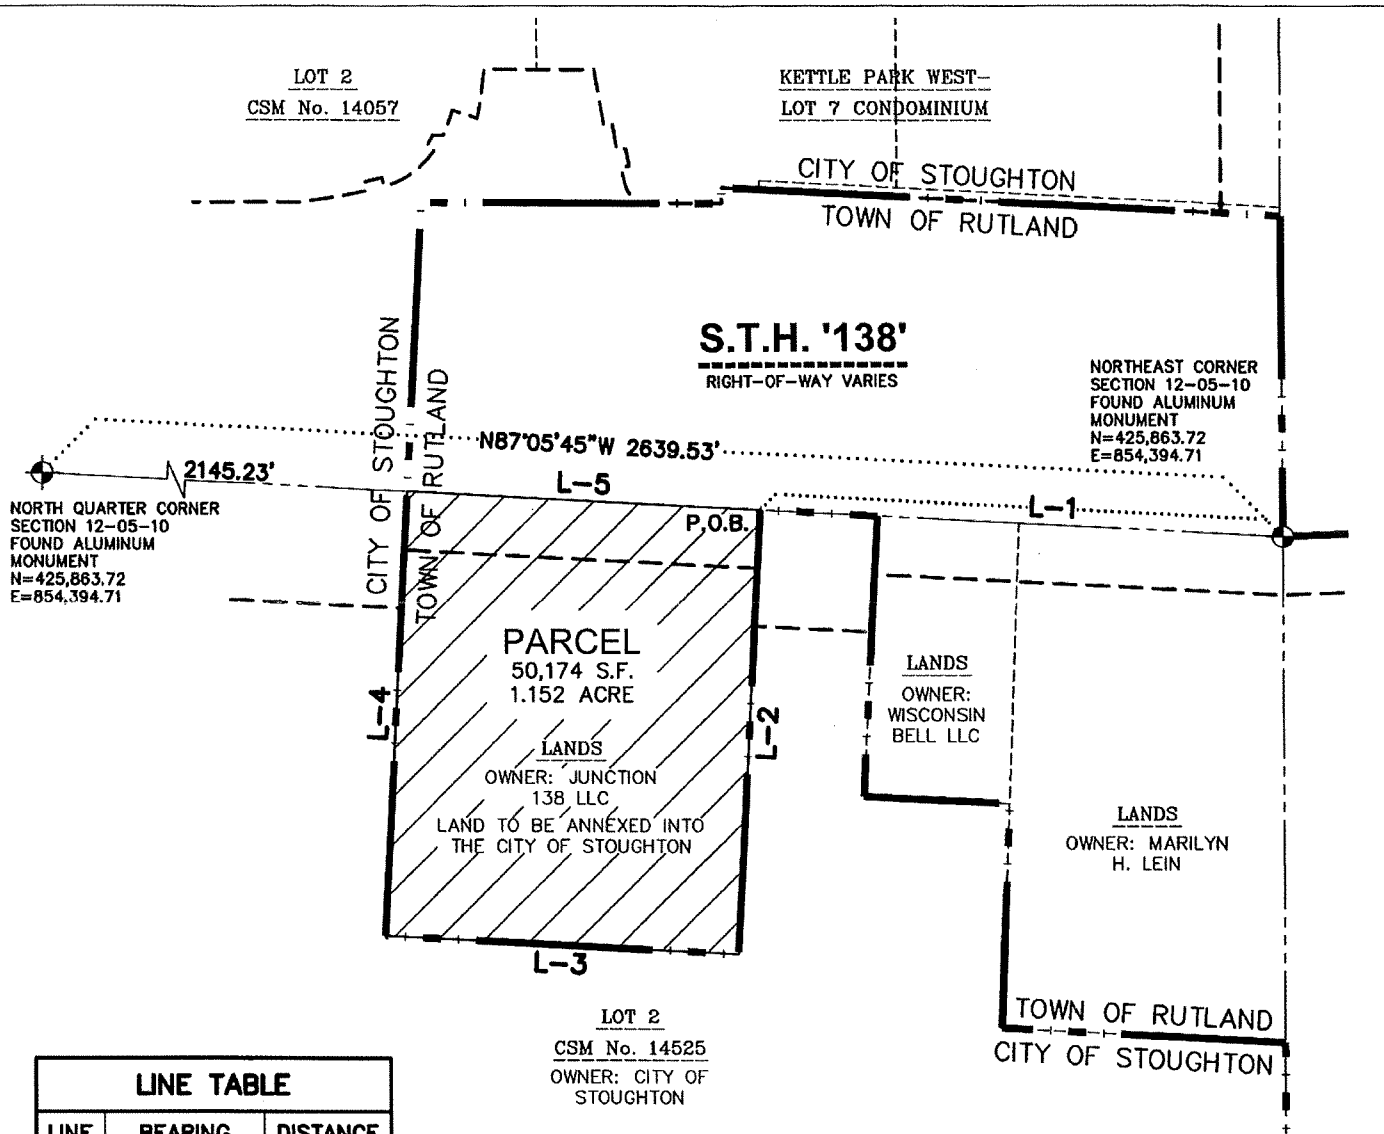 LOT 2
CSM No. 14057
KETTLE PARK WEST-
LOT 7 CONDOMINIUM
CITY OF STOUGHTON
TOWN OF RUTLAND
S.T.H. '138'
RIGHT-OF-WAY VARIES
NORTHEAST CORNER
SECTION 12-05-10
FOUND ALUMINUM
MONUMENT
N=425,863.72
E=854,394.71
CITY OF STOUGHTON
TOWN OF RUTLAND
N87°05'45"W 2639.53'
2145.23'
L-5
L-1
NORTH QUARTER CORNER
SECTION 12-05-10
FOUND ALUMINUM
MONUMENT
N=425,863.72
E=854,394.71
P.O.B.
PARCEL
50,174 S.F.
1.152 ACRE
L-4
L-2
LANDS
OWNER: JUNCTION
138 LLC
LAND TO BE ANNEXED INTO
THE CITY OF STOUGHTON
LANDS
OWNER:
WISCONSIN
BELL LLC
LANDS
OWNER: MARILYN
H. LEIN
L-3
LOT 2
CSM No. 14525
OWNER: CITY OF
STOUGHTON
TOWN OF RUTLAND
CITY OF STOUGHTON
LINE TABLE
LINE BEARING DISTANCE